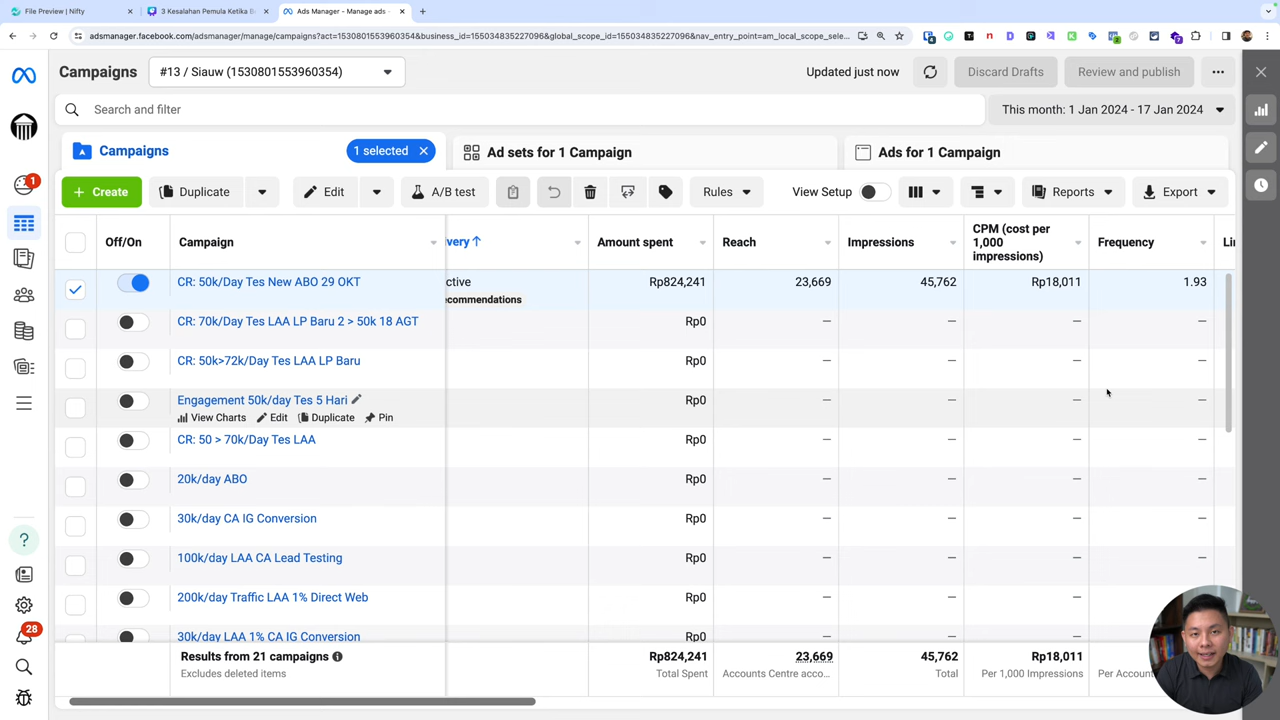 File Preview | Nifty
3 Kesalahan Pemula Ketika B
Ads Manager - Manage ads -
adsmanager.facebook.com/adsmanager/manage/campaigns?act=1530801553960354&business_id=155034835227096&global_scope_id=155034835227096&nav_entry_point=am_local_scope_sele...
Campaigns
#13 / Siauw (1530801553960354)
Updated just now
Discard Drafts
Review and publish
Search and filter
This month: 1 Jan 2024 - 17 Jan 2024
Campaigns
1 selected
Ad sets for 1 Campaign
Ads for 1 Campaign
1
+ Create
Duplicate
Edit
A/B test
Rules
View Setup
Reports
Export
Off/On
Campaign
very ↑
Amount spent
Reach
Impressions
CPM (cost per 1,000 impressions)
Frequency
Li
CR: 50k/Day Tes New ABO 29 OKT
ctive
ecommendations
Rp824,241
23,669
45,762
Rp18,011
1.93
CR: 70k/Day Tes LAA LP Baru 2 > 50k 18 AGT
Rp0
—
—
—
—
CR: 50k>72k/Day Tes LAA LP Baru
Rp0
—
—
—
—
Engagement 50k/day Tes 5 Hari
View Charts
Edit
Duplicate
Pin
Rp0
—
—
—
—
CR: 50 > 70k/Day Tes LAA
Rp0
—
—
—
—
20k/day ABO
Rp0
—
—
—
—
30k/day CA IG Conversion
Rp0
—
—
—
—
100k/day LAA CA Lead Testing
Rp0
—
—
—
—
200k/day Traffic LAA 1% Direct Web
Rp0
—
—
—
—
30k/day LAA 1% CA IG Conversion
Rp0
—
—
—
Results from 21 campaigns
Excludes deleted items
Rp824,241
Total Spent
23,669
Accounts Centre acco...
45,762
Total
Rp18,011
Per 1,000 Impressions
Per Account
28